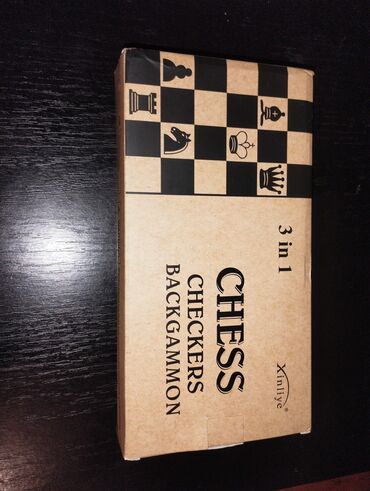 3 in 1
CHESS
CHECKERS
BACKGAMMON
Xinliye®